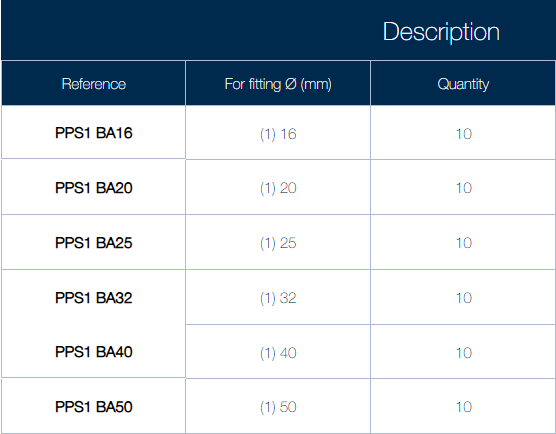 Description
Reference For fitting Ø (mm) Quantity
PPS1 BA16 (1) 16 10
PPS1 BA20 (1) 20 10
PPS1 BA25 (1) 25 10
PPS1 BA32 (1) 32 10
PPS1 BA40 (1) 40 10
PPS1 BA50 (1) 50 10